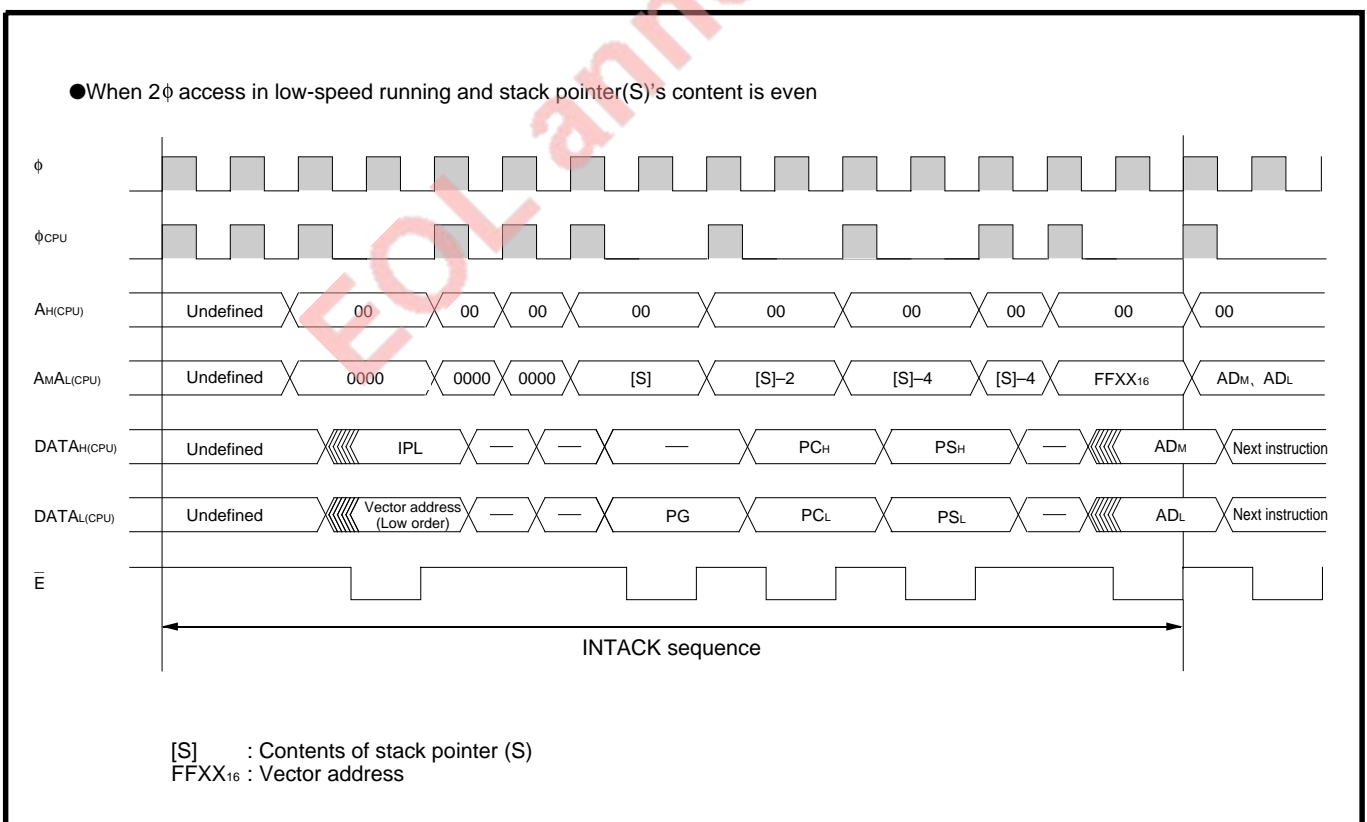 ●When 2ϕ access in low-speed running and stack pointer(S)'s content is even
ϕ
ϕCPU
AH(CPU) Undefined 00 00 00 00 00 00 00 00 00
AMAL(CPU) Undefined 0000 0000 0000 [S] [S]–2 [S]–4 [S]–4 FFXX16 ADM、ADL
DATAH(CPU) Undefined IPL — — — PCH PSH — ADM Next instruction
DATAL(CPU) Undefined Vector address (Low order) — — PG PCL PSL — ADL Next instruction
E̅
INTACK sequence
[S] : Contents of stack pointer (S)
FFXX16 : Vector address
EOL anno